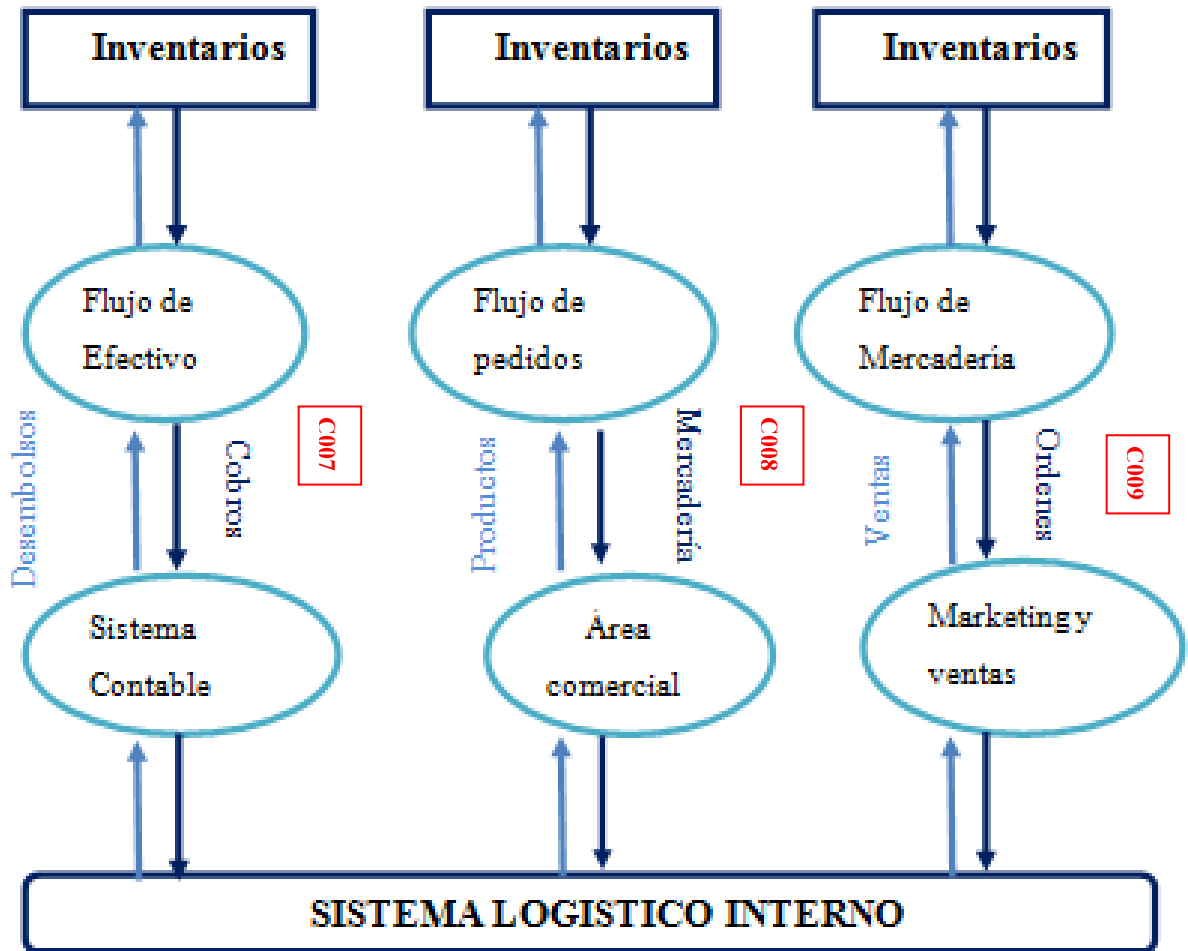 Inventarios
Inventarios
Inventarios
Flujo de
Efectivo
Flujo de
pedidos
Flujo de
Mercadería
Desembolsos
Cobros
C007
Productos
Mercadería
C008
Ventas
Ordenes
C009
Sistema
Contable
Área
comercial
Marketing y
ventas
SISTEMA LOGISTICO INTERNO